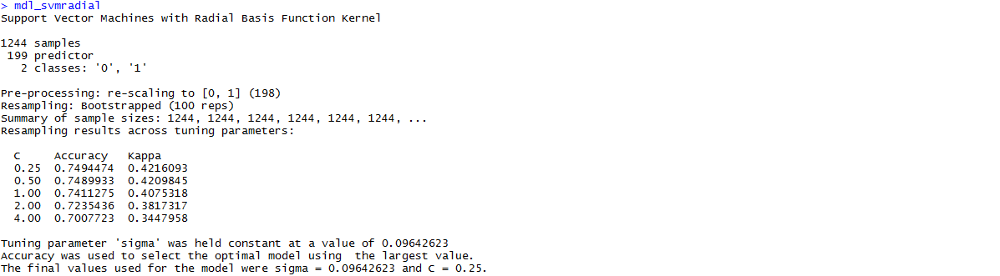 > mdl_svmradial
Support Vector Machines with Radial Basis Function Kernel
1244 samples
199 predictor
2 classes: '0', '1'
Pre-processing: re-scaling to [0, 1] (198)
Resampling: Bootstrapped (100 reps)
Summary of sample sizes: 1244, 1244, 1244, 1244, 1244, 1244, ...
Resampling results across tuning parameters:
C Accuracy Kappa
0.25 0.7494474 0.4216093
0.50 0.7489933 0.4209845
1.00 0.7411275 0.4075318
2.00 0.7235436 0.3817317
4.00 0.7007723 0.3447958
Tuning parameter 'sigma' was held constant at a value of 0.09642623
Accuracy was used to select the optimal model using  the largest value.
The final values used for the model were sigma = 0.09642623 and C = 0.25.